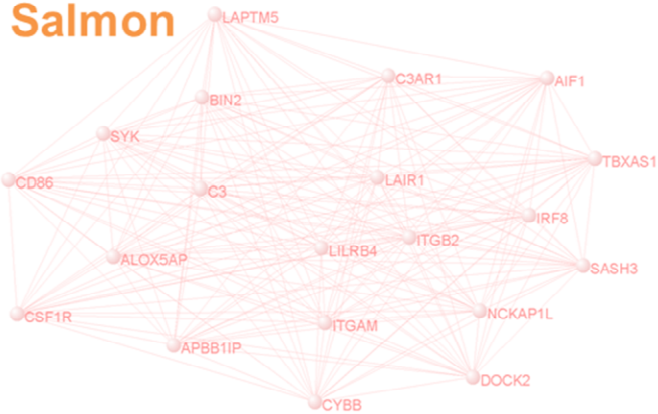 Salmon
LAPTM5
C3AR1
AIF1
BIN2
SYK
TBXAS1
CD86
C3
LAIR1
IRF8
ITGB2
LILRB4
ALOX5AP
SASH3
CSF1R
ITGAM
NCKAP1L
APBB1IP
DOCK2
CYBB